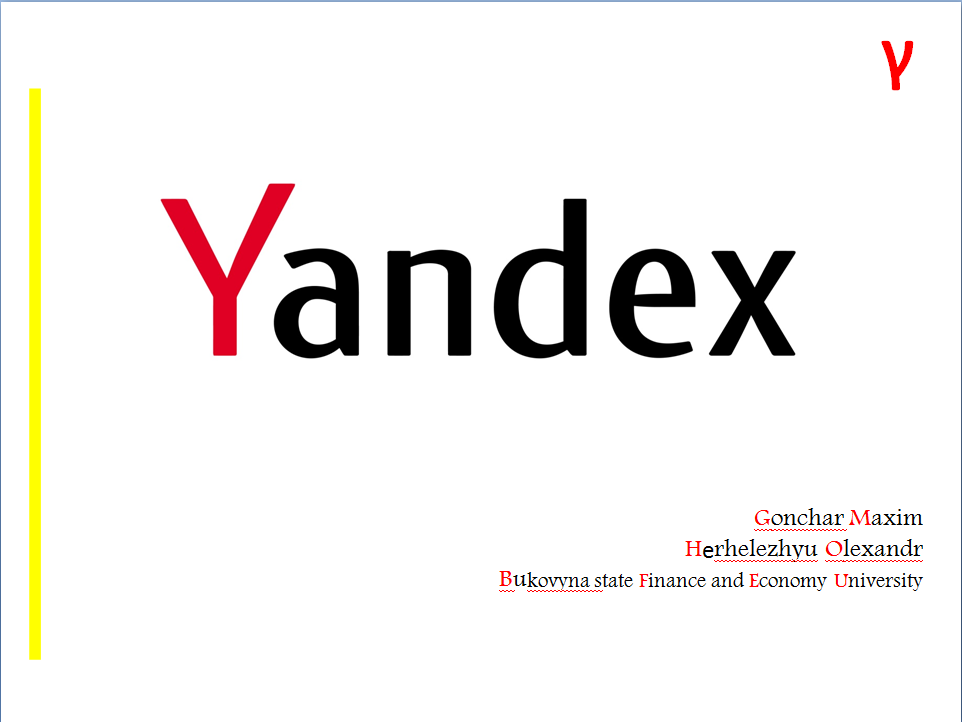 Y
Yandex
Gonchar Maxim
Herhelezhyu Olexandr
Bukovyna state Finance and Economy University